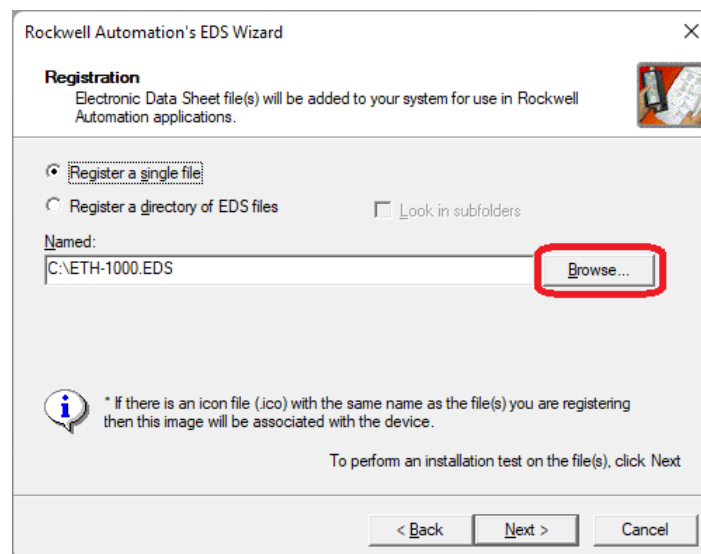 Rockwell Automation's EDS Wizard
Registration
Electronic Data Sheet file(s) will be added to your system for use in Rockwell
Automation applications.
Register a single file
Register a directory of EDS files
Look in subfolders
Named:
C:\ETH-1000.EDS
Browse...
* If there is an icon file (.ico) with the same name as the file(s) you are registering
then this image will be associated with the device.
To perform an installation test on the file(s), click Next
< Back
Next >
Cancel